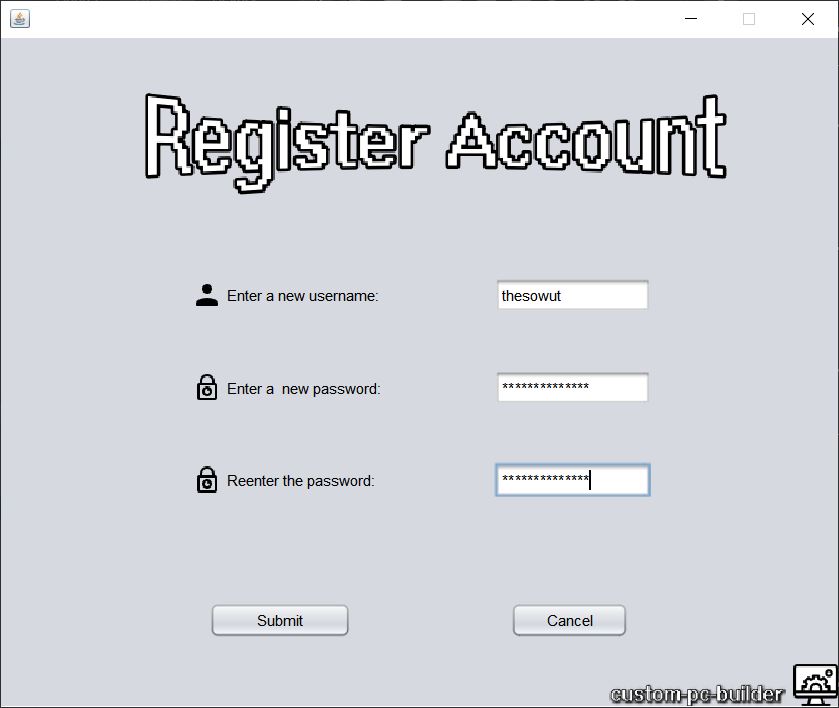 Register Account
Enter a new username: thesowut
Enter a  new password: **************
Reenter the password: **************
Submit Cancel
custom-pc-builder